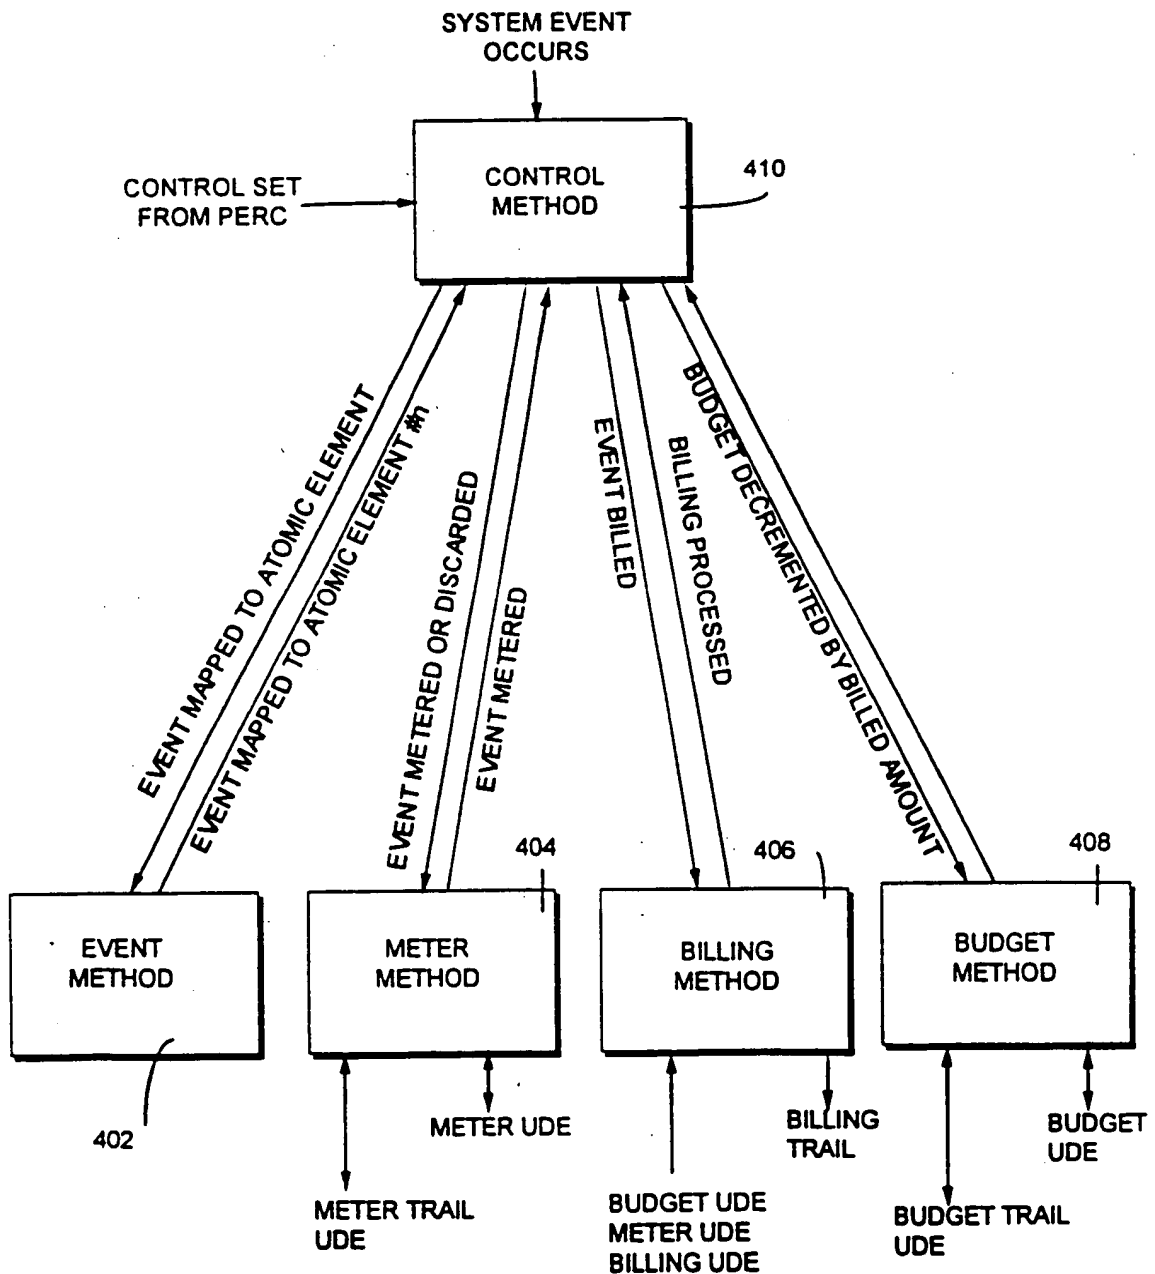 SYSTEM EVENT
OCCURS
CONTROL
METHOD
410
CONTROL SET
FROM PERC
EVENT MAPPED TO ATOMIC ELEMENT
EVENT MAPPED TO ATOMIC ELEMENT #n
EVENT METERED OR DISCARDED
EVENT METERED
EVENT BILLED
BILLING PROCESSED
BUDGET DECREMENTED BY BILLED AMOUNT
404
406
408
EVENT
METHOD
METER
METHOD
BILLING
METHOD
BUDGET
METHOD
402
METER UDE
BILLING
TRAIL
BUDGET
UDE
METER TRAIL
UDE
BUDGET UDE
METER UDE
BILLING UDE
BUDGET TRAIL
UDE